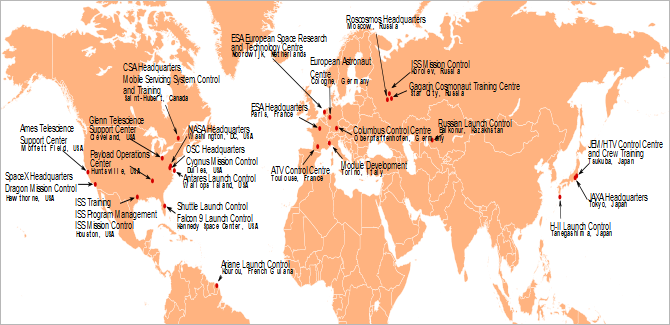 Roscosmos Headquarters
Moscow, Russia
ESA European Space Research
and Technology Centre
Noordwijk, Netherlands
European Astronaut
Centre
Cologne, Germany
ISS Mission Control
Korolev, Russia
Gagarin Cosmonaut Training Centre
Star City, Russia
CSA Headquarters
Mobile Servicing System Control
and Training
Saint-Hubert, Canada
ESA Headquarters
Paris, France
Glenn Telescience
Support Center
Cleveland, USA
NASA Headquarters
Washington, DC, USA
OSC Headquarters
Cygnus Mission Control
Dulles, USA
Antares Launch Control
Wallops Island, USA
Ames Telescience
Support Center
Moffett Field, USA
Payload Operations
Center
Huntsville, USA
SpaceX Headquarters
Dragon Mission Control
Hawthorne, USA
ISS Training
ISS Program Management
ISS Mission Control
Houston, USA
Shuttle Launch Control
Falcon 9 Launch Control
Kennedy Space Center, USA
Columbus Control Centre
Oberpfaffenhofen, Germany
Russian Launch Control
Baikonur, Kazakhstan
ATV Control Centre
Toulouse, France
Module Development
Torino, Italy
JEM/HTV Control Centre
and Crew Training
Tsukuba, Japan
JAXA Headquarters
Tokyo, Japan
H-II Launch Control
Tanegashima, Japan
Ariane Launch Control
Kourou, French Guiana